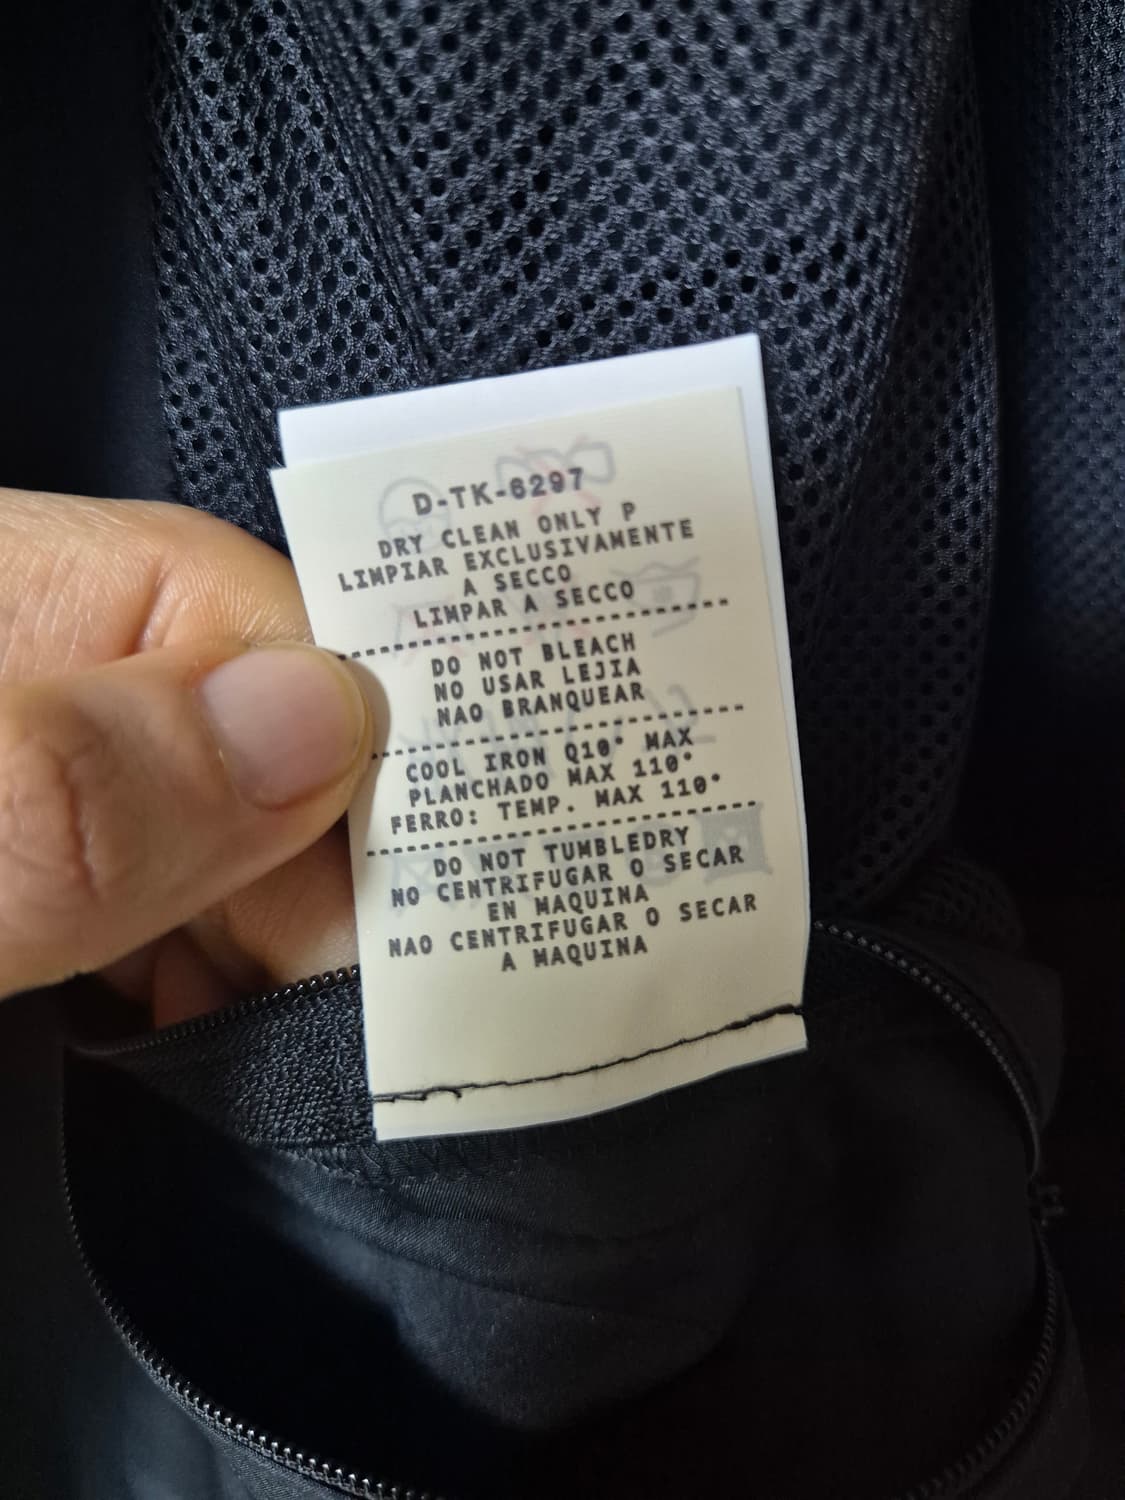 D-TK-6297
DRY CLEAN ONLY P
LIMPIAR EXCLUSIVAMENTE
A SECCO
LIMPAR A SECCO
DO NOT BLEACH
NO USAR LEJIA
NAO BRANQUEAR
COOL IRON Q10° MAX
PLANCHADO MAX 110°
FERRO: TEMP. MAX 110°
DO NOT TUMBLEDRY
NO CENTRIFUGAR O SECAR
EN MAQUINA
NAO CENTRIFUGAR O SECAR
A MAQUINA